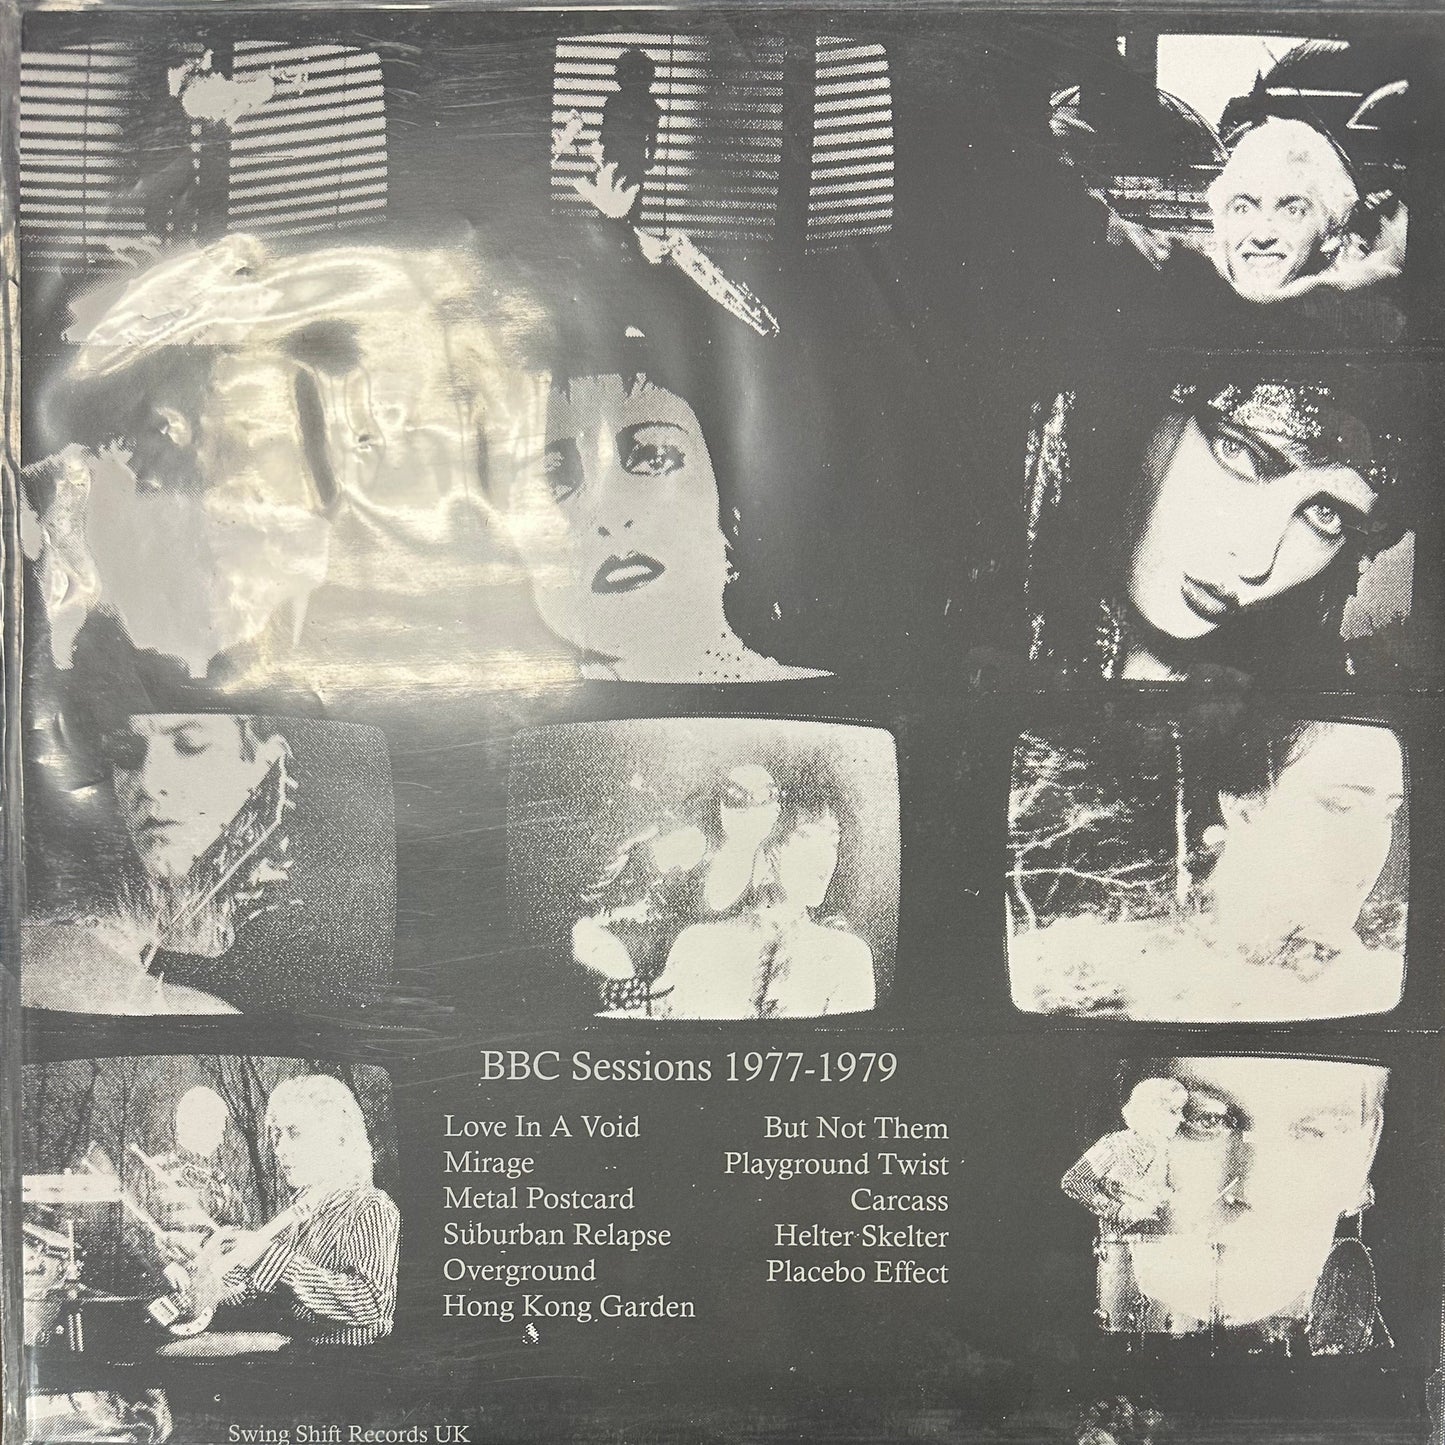 BBC Sessions 1977-1979
Love In A Void
Mirage
Metal Postcard
Suburban Relapse
Overground
Hong Kong Garden
But Not Them
Playground Twist
Carcass
Helter Skelter
Placebo Effect
Swing Shift Records UK